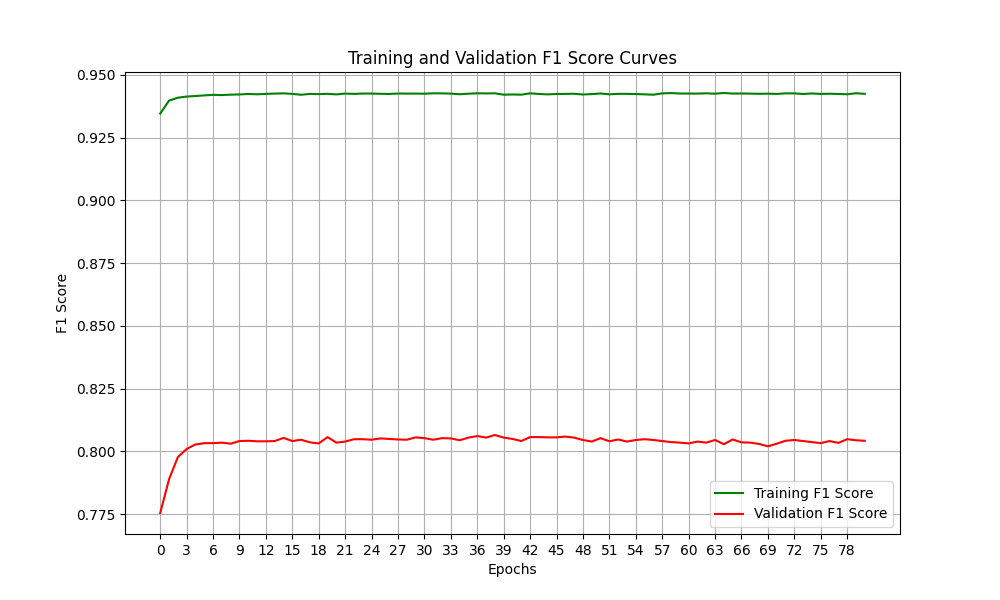 Training and Validation F1 Score Curves
0.950
0.925
0.900
0.875
0.850
0.825
0.800
0.775
F1 Score
Training F1 Score
Validation F1 Score
0 3 6 9 12 15 18 21 24 27 30 33 36 39 42 45 48 51 54 57 60 63 66 69 72 75 78
Epochs